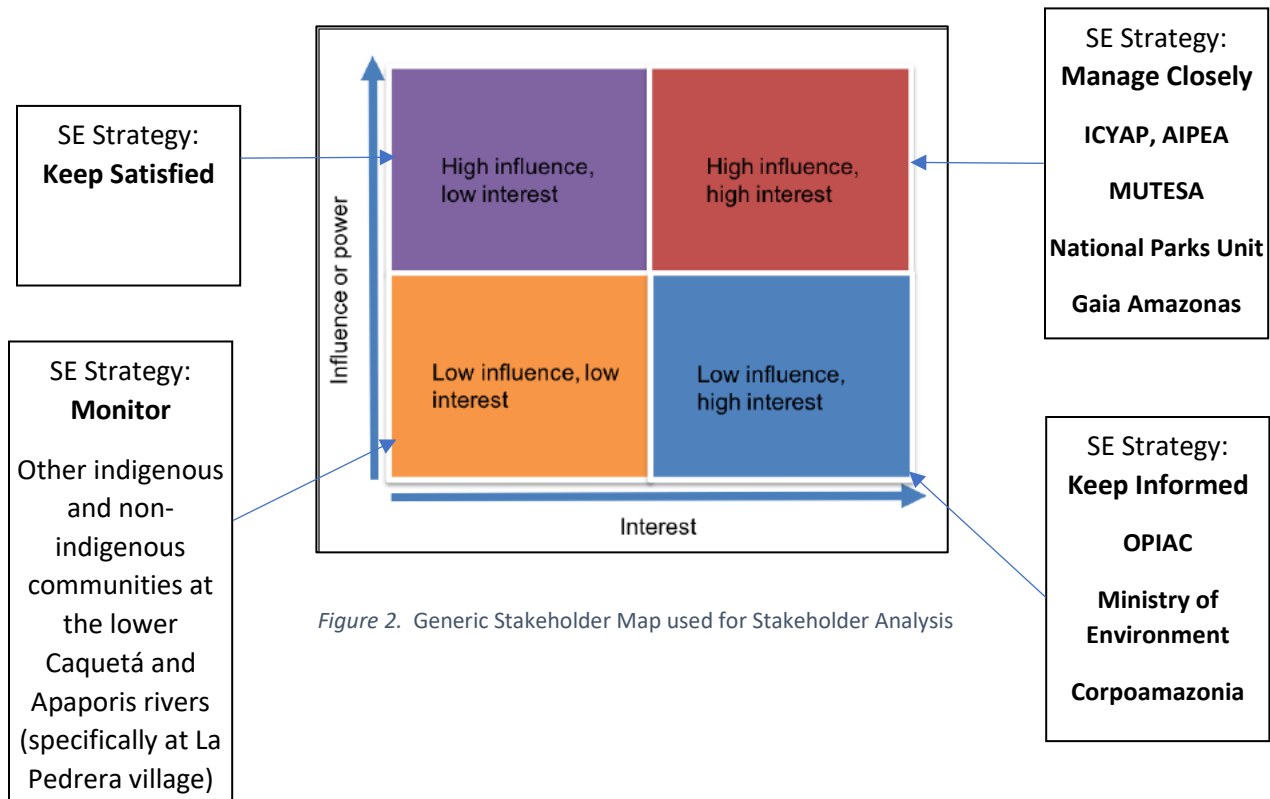 SE Strategy:
Keep Satisfied
SE Strategy:
Monitor
Other indigenous
and non-
indigenous
communities at
the lower
Caquetá and
Apaporis rivers
(specifically at La
Pedrera village)
Influence or power
High influence,
low interest
High influence,
high interest
Low influence, low
interest
Low influence,
high interest
Interest
Figure 2. Generic Stakeholder Map used for Stakeholder Analysis
SE Strategy:
Manage Closely
ICYAP, AIPEA
MUTESA
National Parks Unit
Gaia Amazonas
SE Strategy:
Keep Informed
OPIAC
Ministry of
Environment
Corpoamazonia